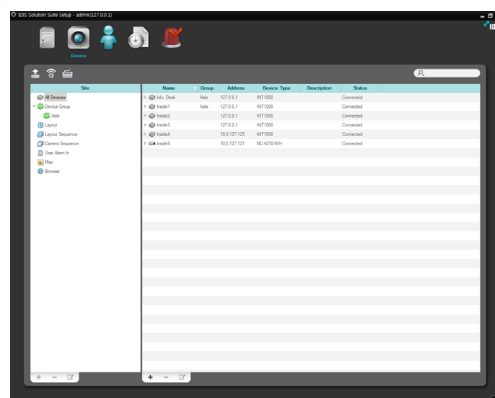 IDIS Solution Suite Setup - admin(127.0.0.1)
Device
Site
All Devices
Device Group
Aisle
Layout
Layout Sequence
Camera Sequence
User Alarm In
Map
Browser
Name Group Address Device Type Description Status
Info. Desk Aisle 127.0.0.1 INT1000 Connected
Inside1 Aisle 127.0.0.1 INT1000 Connected
Inside2 127.0.0.1 INT1000 Connected
Inside3 127.0.0.1 INT1000 Connected
Inside4 10.0.127.125 INT1000 Connected
Inside5 10.0.127.121 NC-H210WH Connected